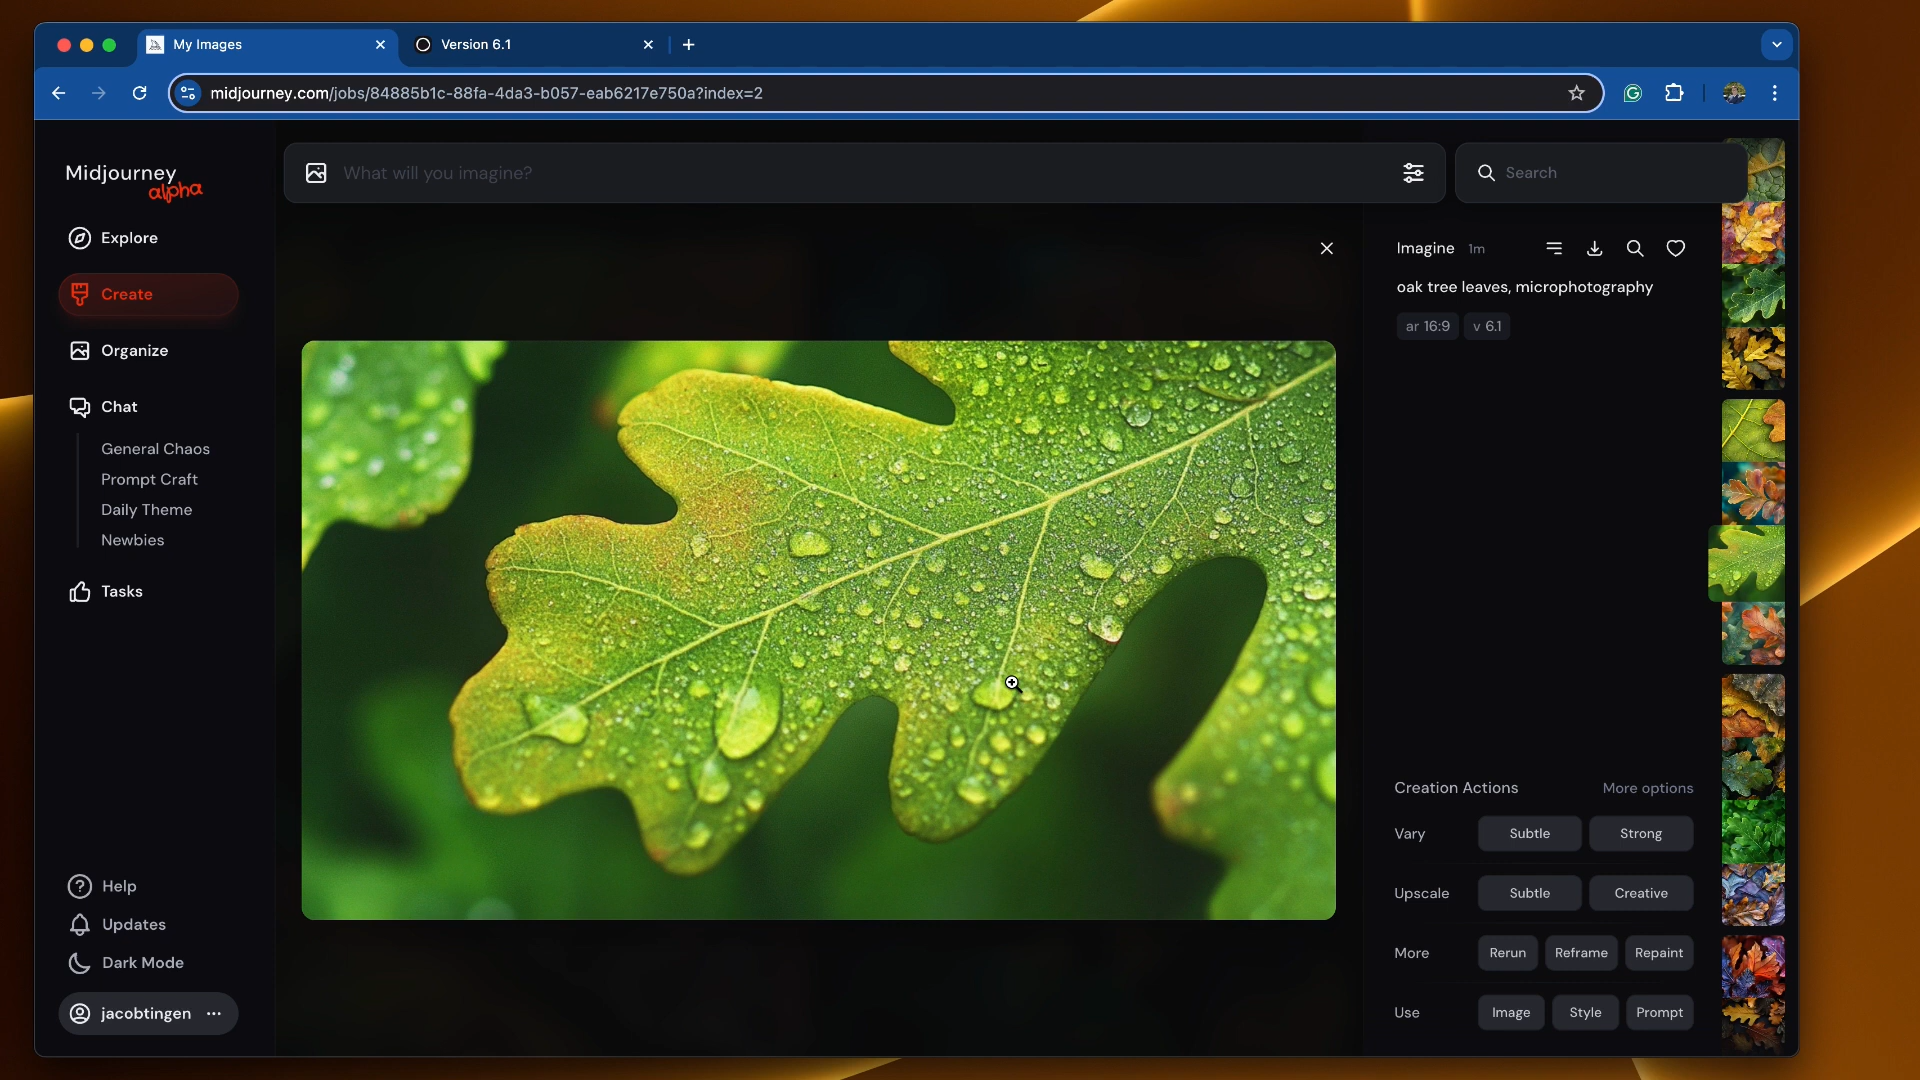 My Images
Version 6.1
midjourney.com/jobs/84885b1c-88fa-4da3-b057-eab6217e750a?index=2
Midjourney
alpha
What will you imagine?
Search
Explore
Create
Organize
Chat
General Chaos
Prompt Craft
Daily Theme
Newbies
Tasks
Help
Updates
Dark Mode
jacobtingen
Imagine 1m
oak tree leaves, microphotography
ar 16:9 v 6.1
Creation Actions More options
Vary Subtle Strong
Upscale Subtle Creative
More Rerun Reframe Repaint
Use Image Style Prompt